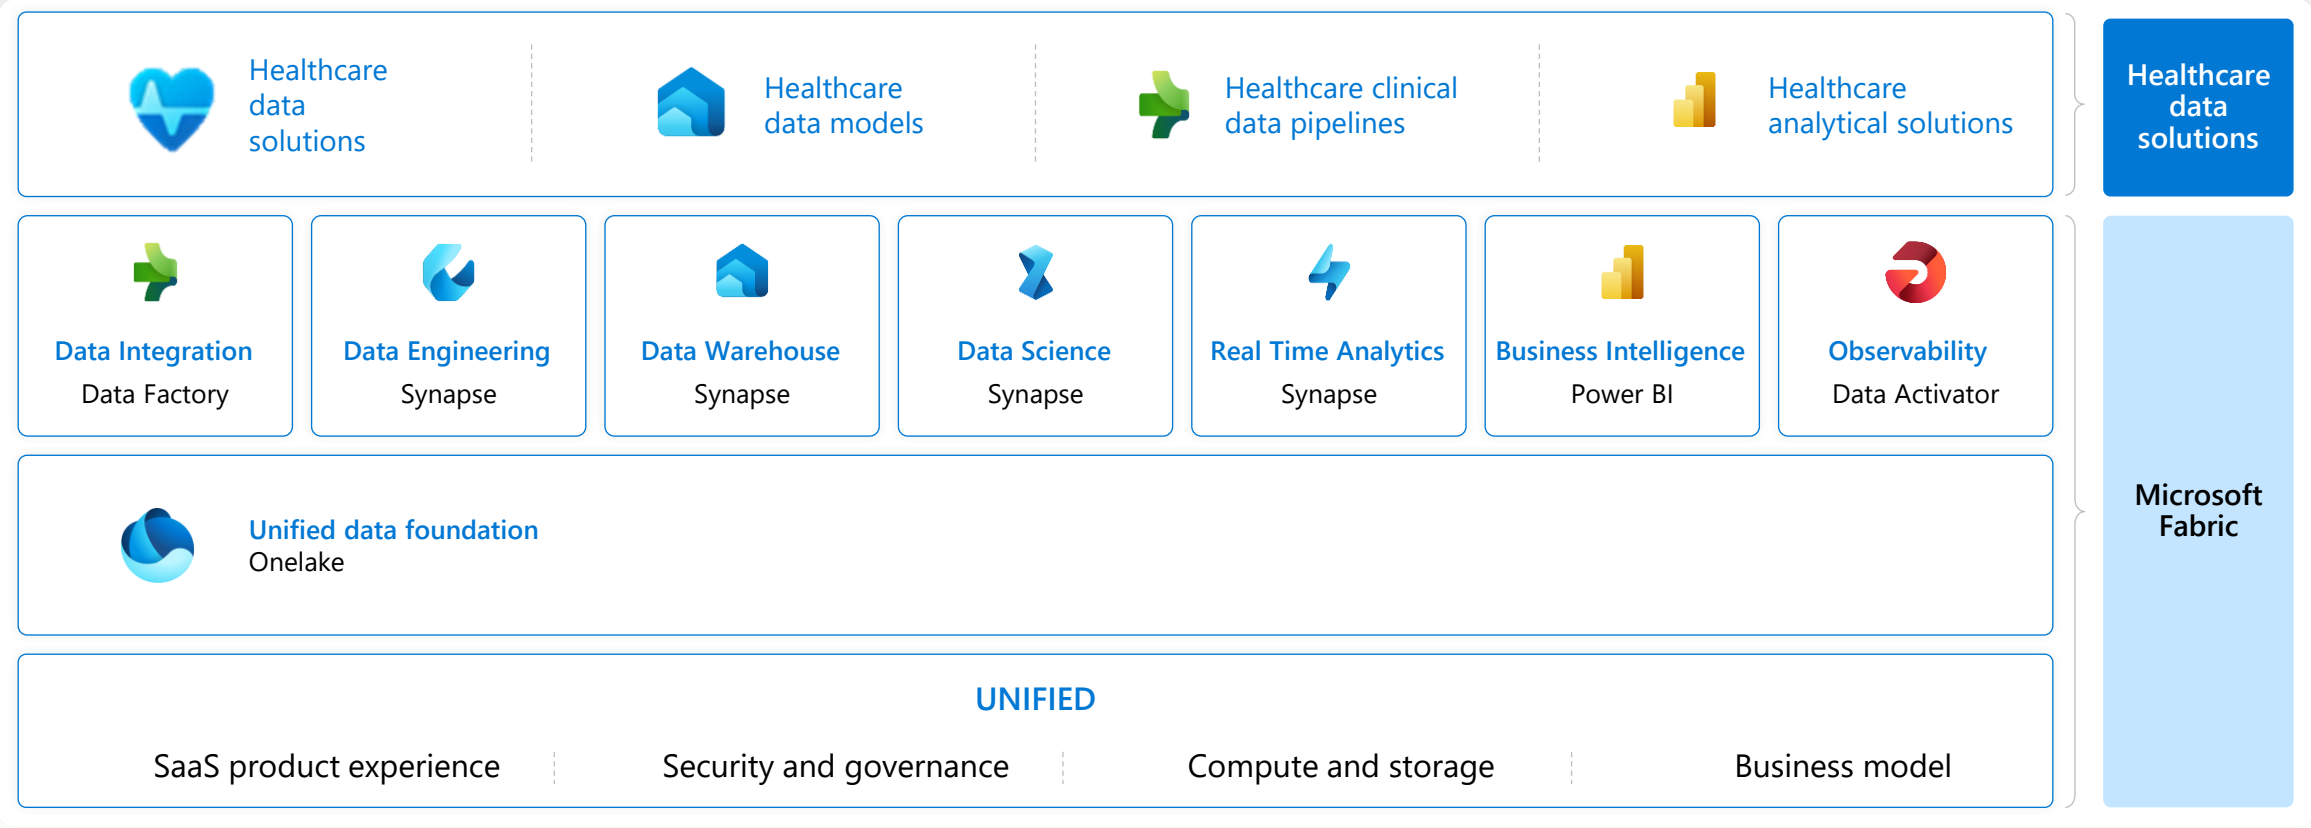 Healthcare
data
solutions
Healthcare
data models
Healthcare clinical
data pipelines
Healthcare
analytical solutions
Healthcare
data
solutions
Data Integration
Data Factory
Data Engineering
Synapse
Data Warehouse
Synapse
Data Science
Synapse
Real Time Analytics
Synapse
Business Intelligence
Power BI
Observability
Data Activator
Unified data foundation
Onelake
Microsoft
Fabric
UNIFIED
SaaS product experience
Security and governance
Compute and storage
Business model